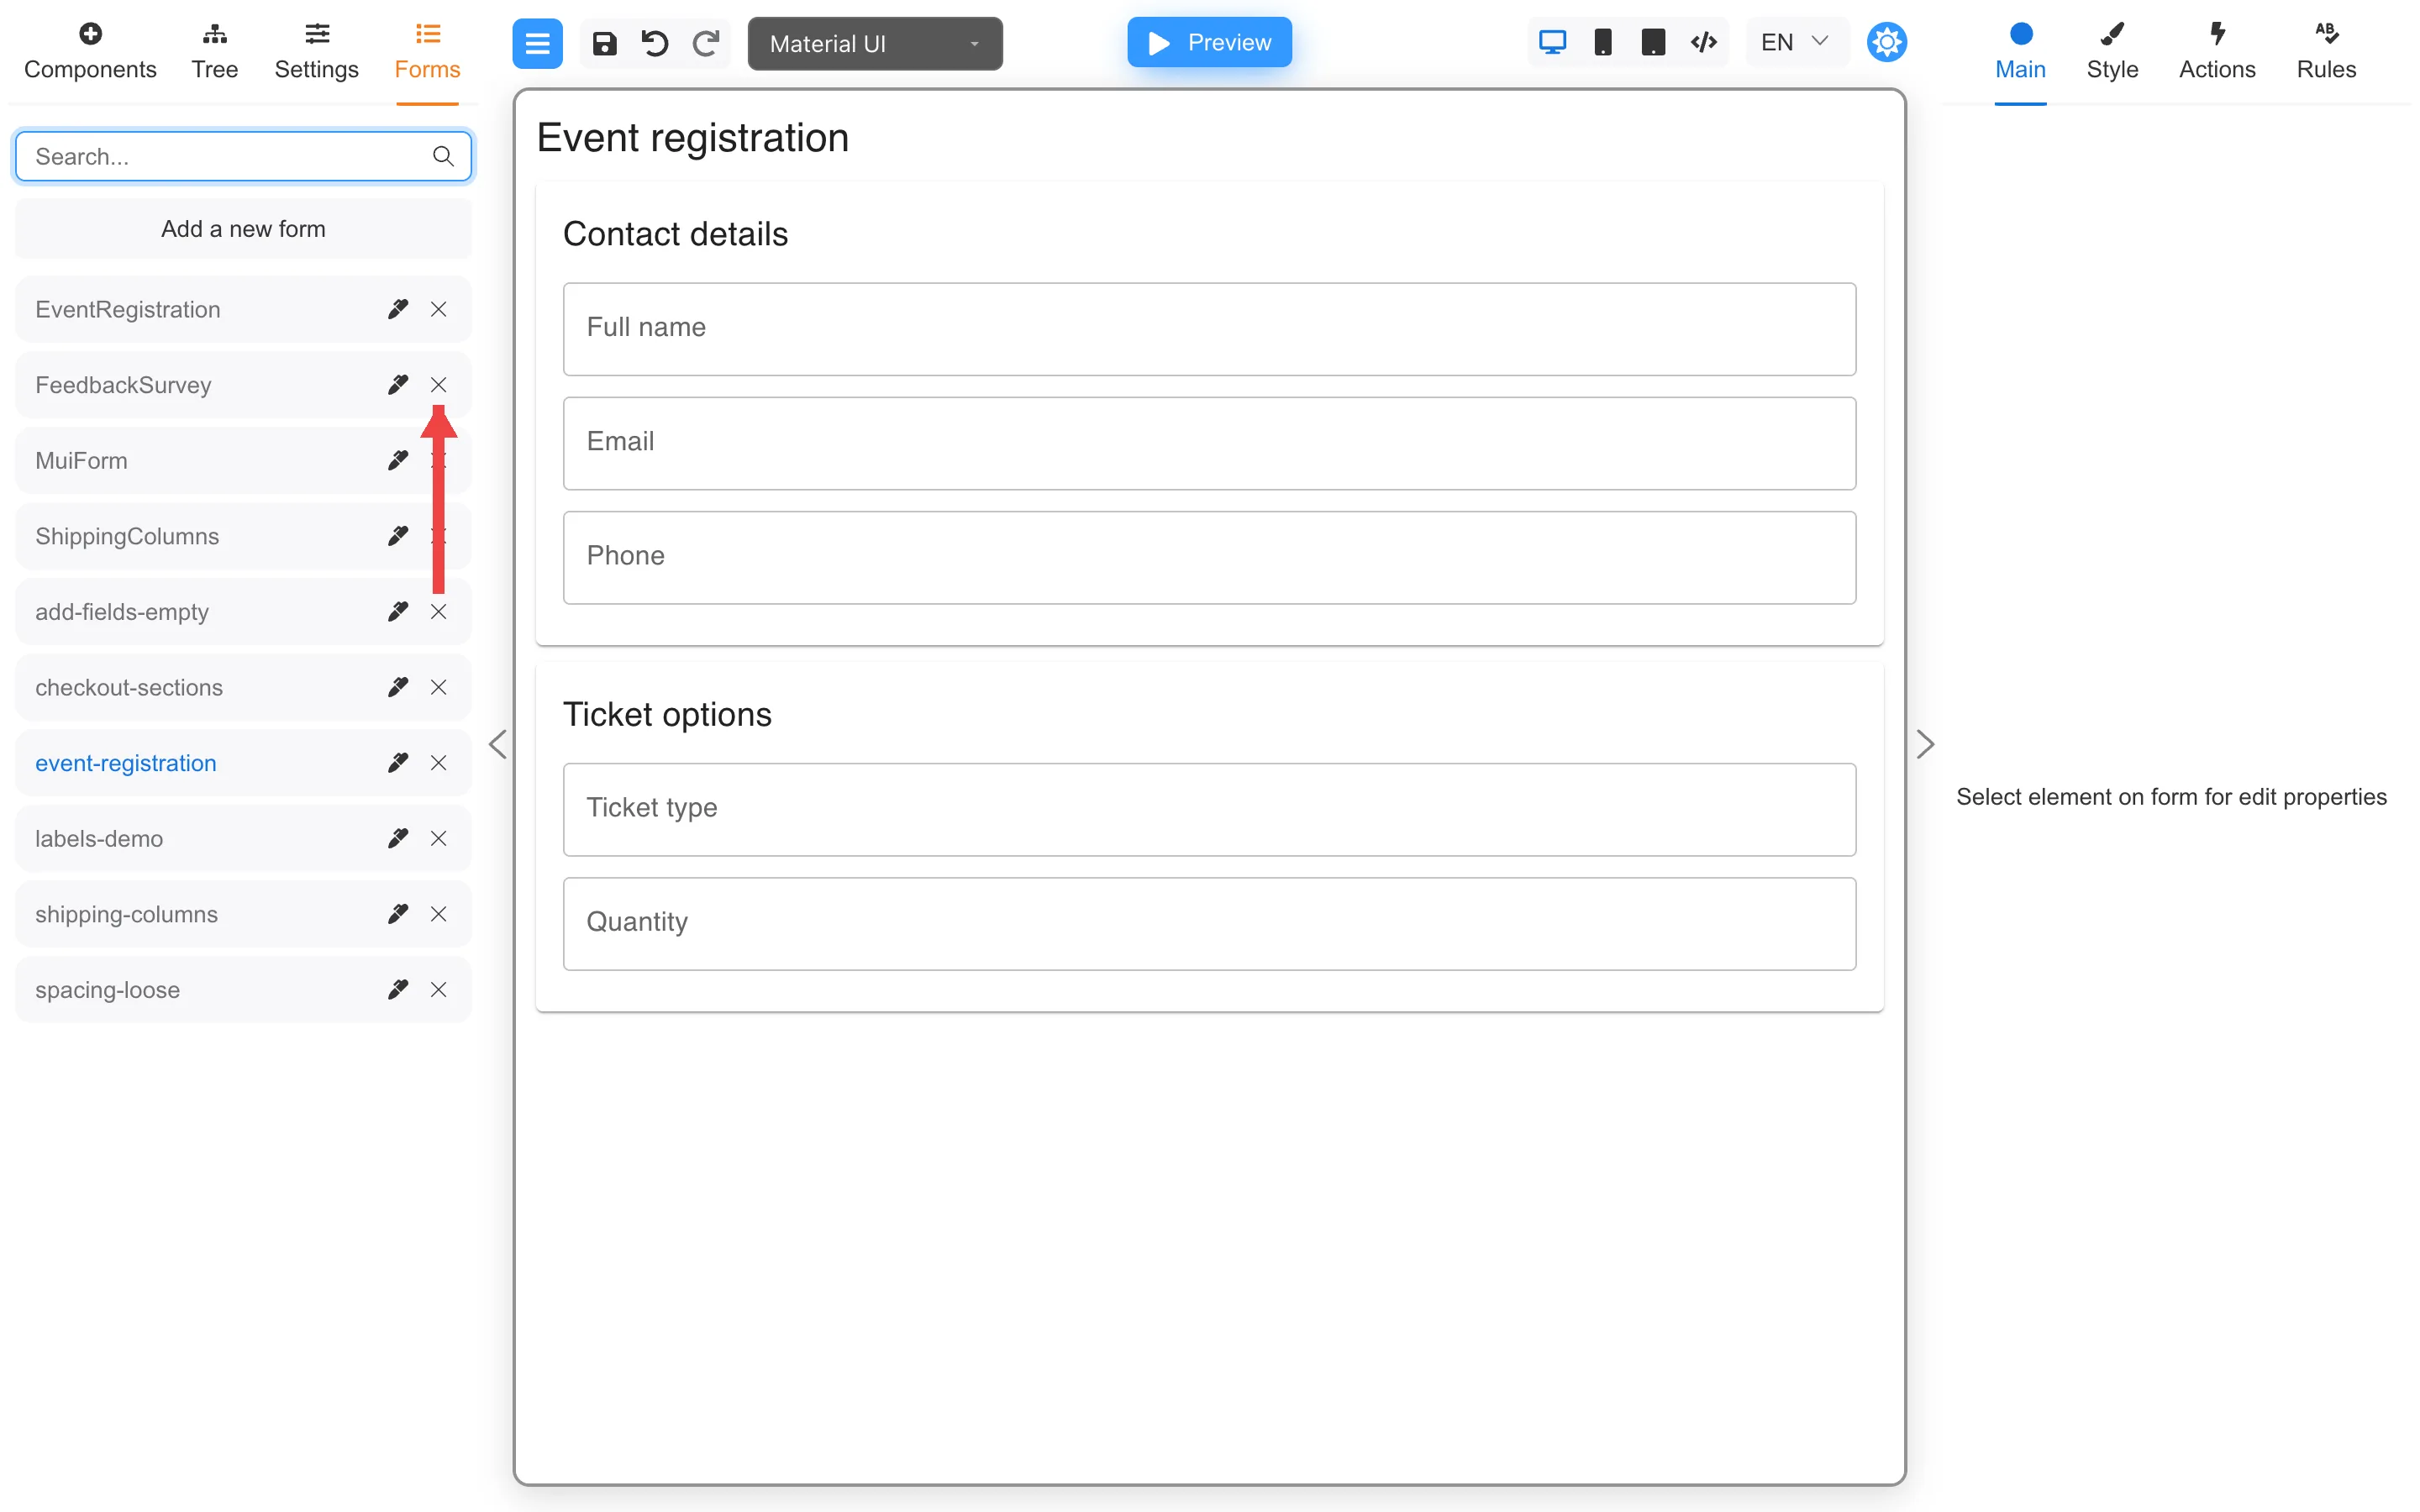 Components
Tree
Settings
Forms
Material UI
Preview
EN
Main
Style
Actions
Rules
Search...
Add a new form
EventRegistration
FeedbackSurvey
MuiForm
ShippingColumns
add-fields-empty
checkout-sections
event-registration
labels-demo
shipping-columns
spacing-loose
Event registration
Contact details
Full name
Email
Phone
Ticket options
Ticket type
Quantity
Select element on form for edit properties